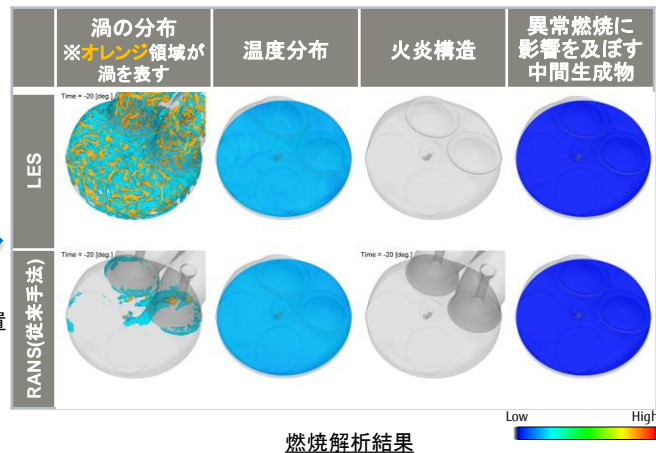 渦の分布
※オレンジ領域が
渦を表す
温度分布
火炎構造
異常燃焼に
影響を及ぼす
中間生成物
LES
Time = -20 [deg.]
RANS(従来手法)
Time = -20 [deg.]
Time = -20 [deg.]
置
Low
High
燃焼解析結果